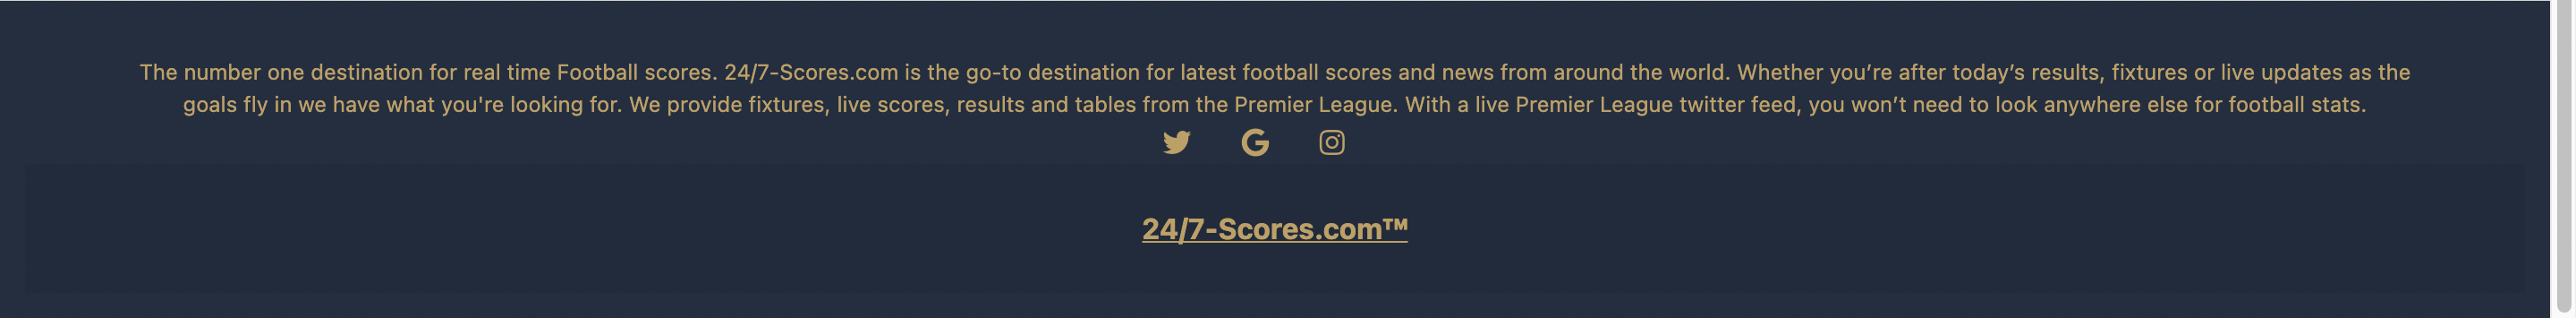 The number one destination for real time Football scores. 24/7-Scores.com is the go-to destination for latest football scores and news from around the world. Whether you’re after today’s results, fixtures or live updates as the
goals fly in we have what you're looking for. We provide fixtures, live scores, results and tables from the Premier League. With a live Premier League twitter feed, you won’t need to look anywhere else for football stats.
24/7-Scores.com™